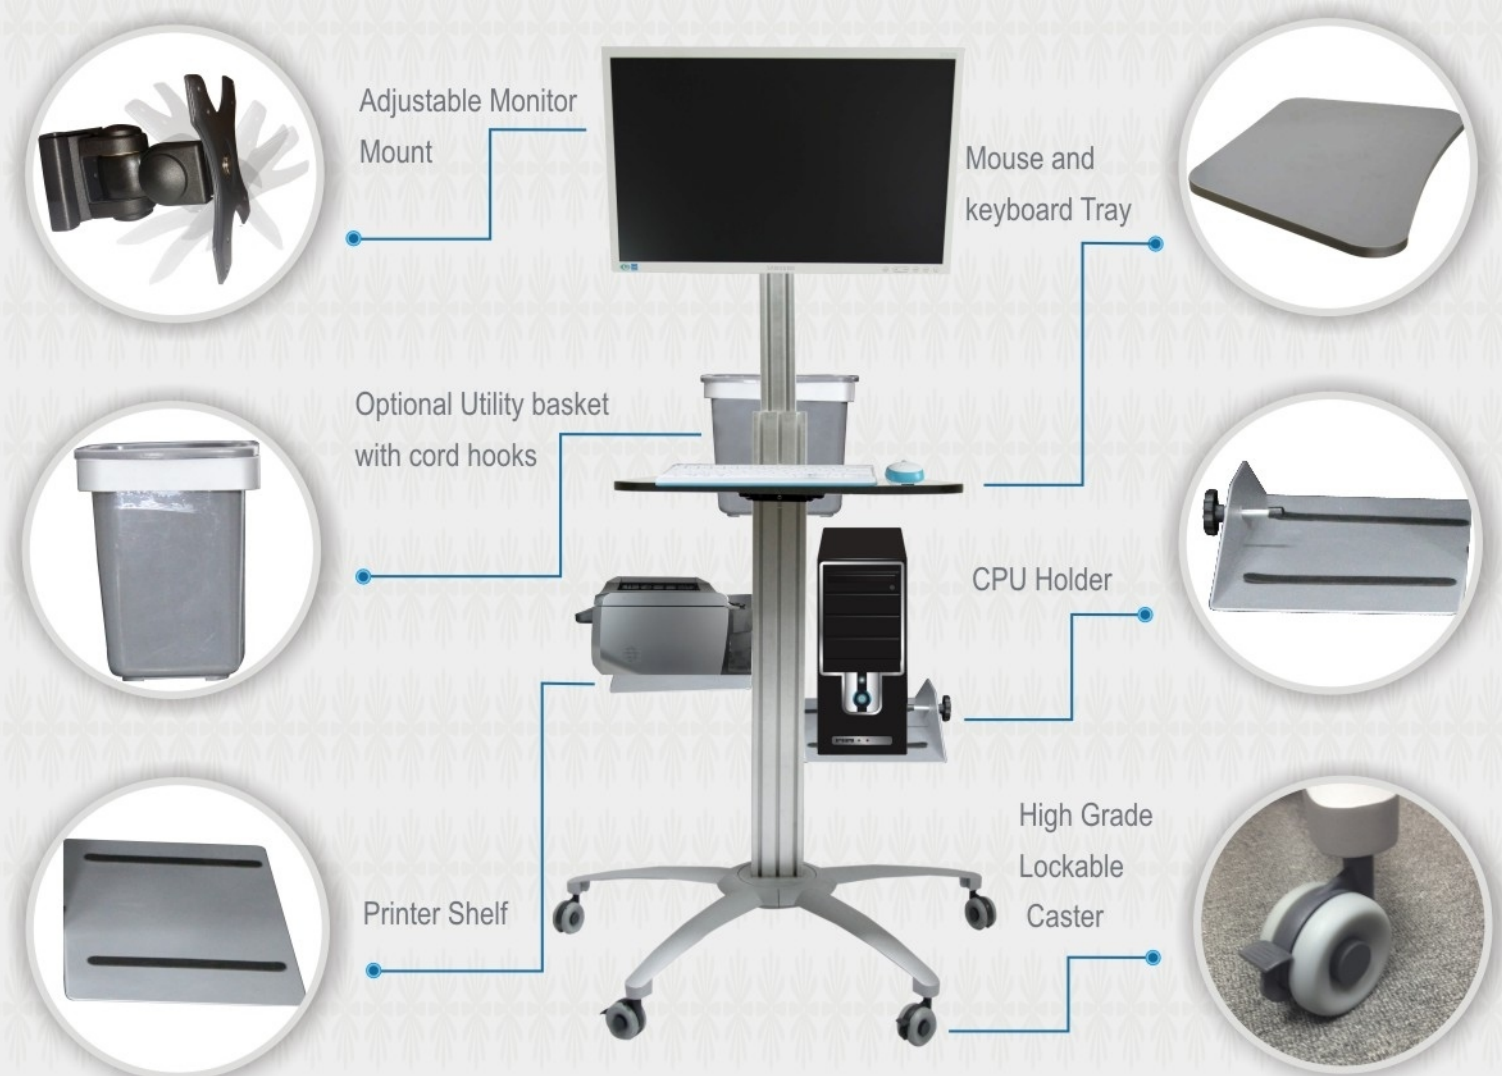 Adjustable Monitor
Mount
Mouse and
keyboard Tray
Optional Utility basket
with cord hooks
CPU Holder
High Grade
Lockable
Caster
Printer Shelf